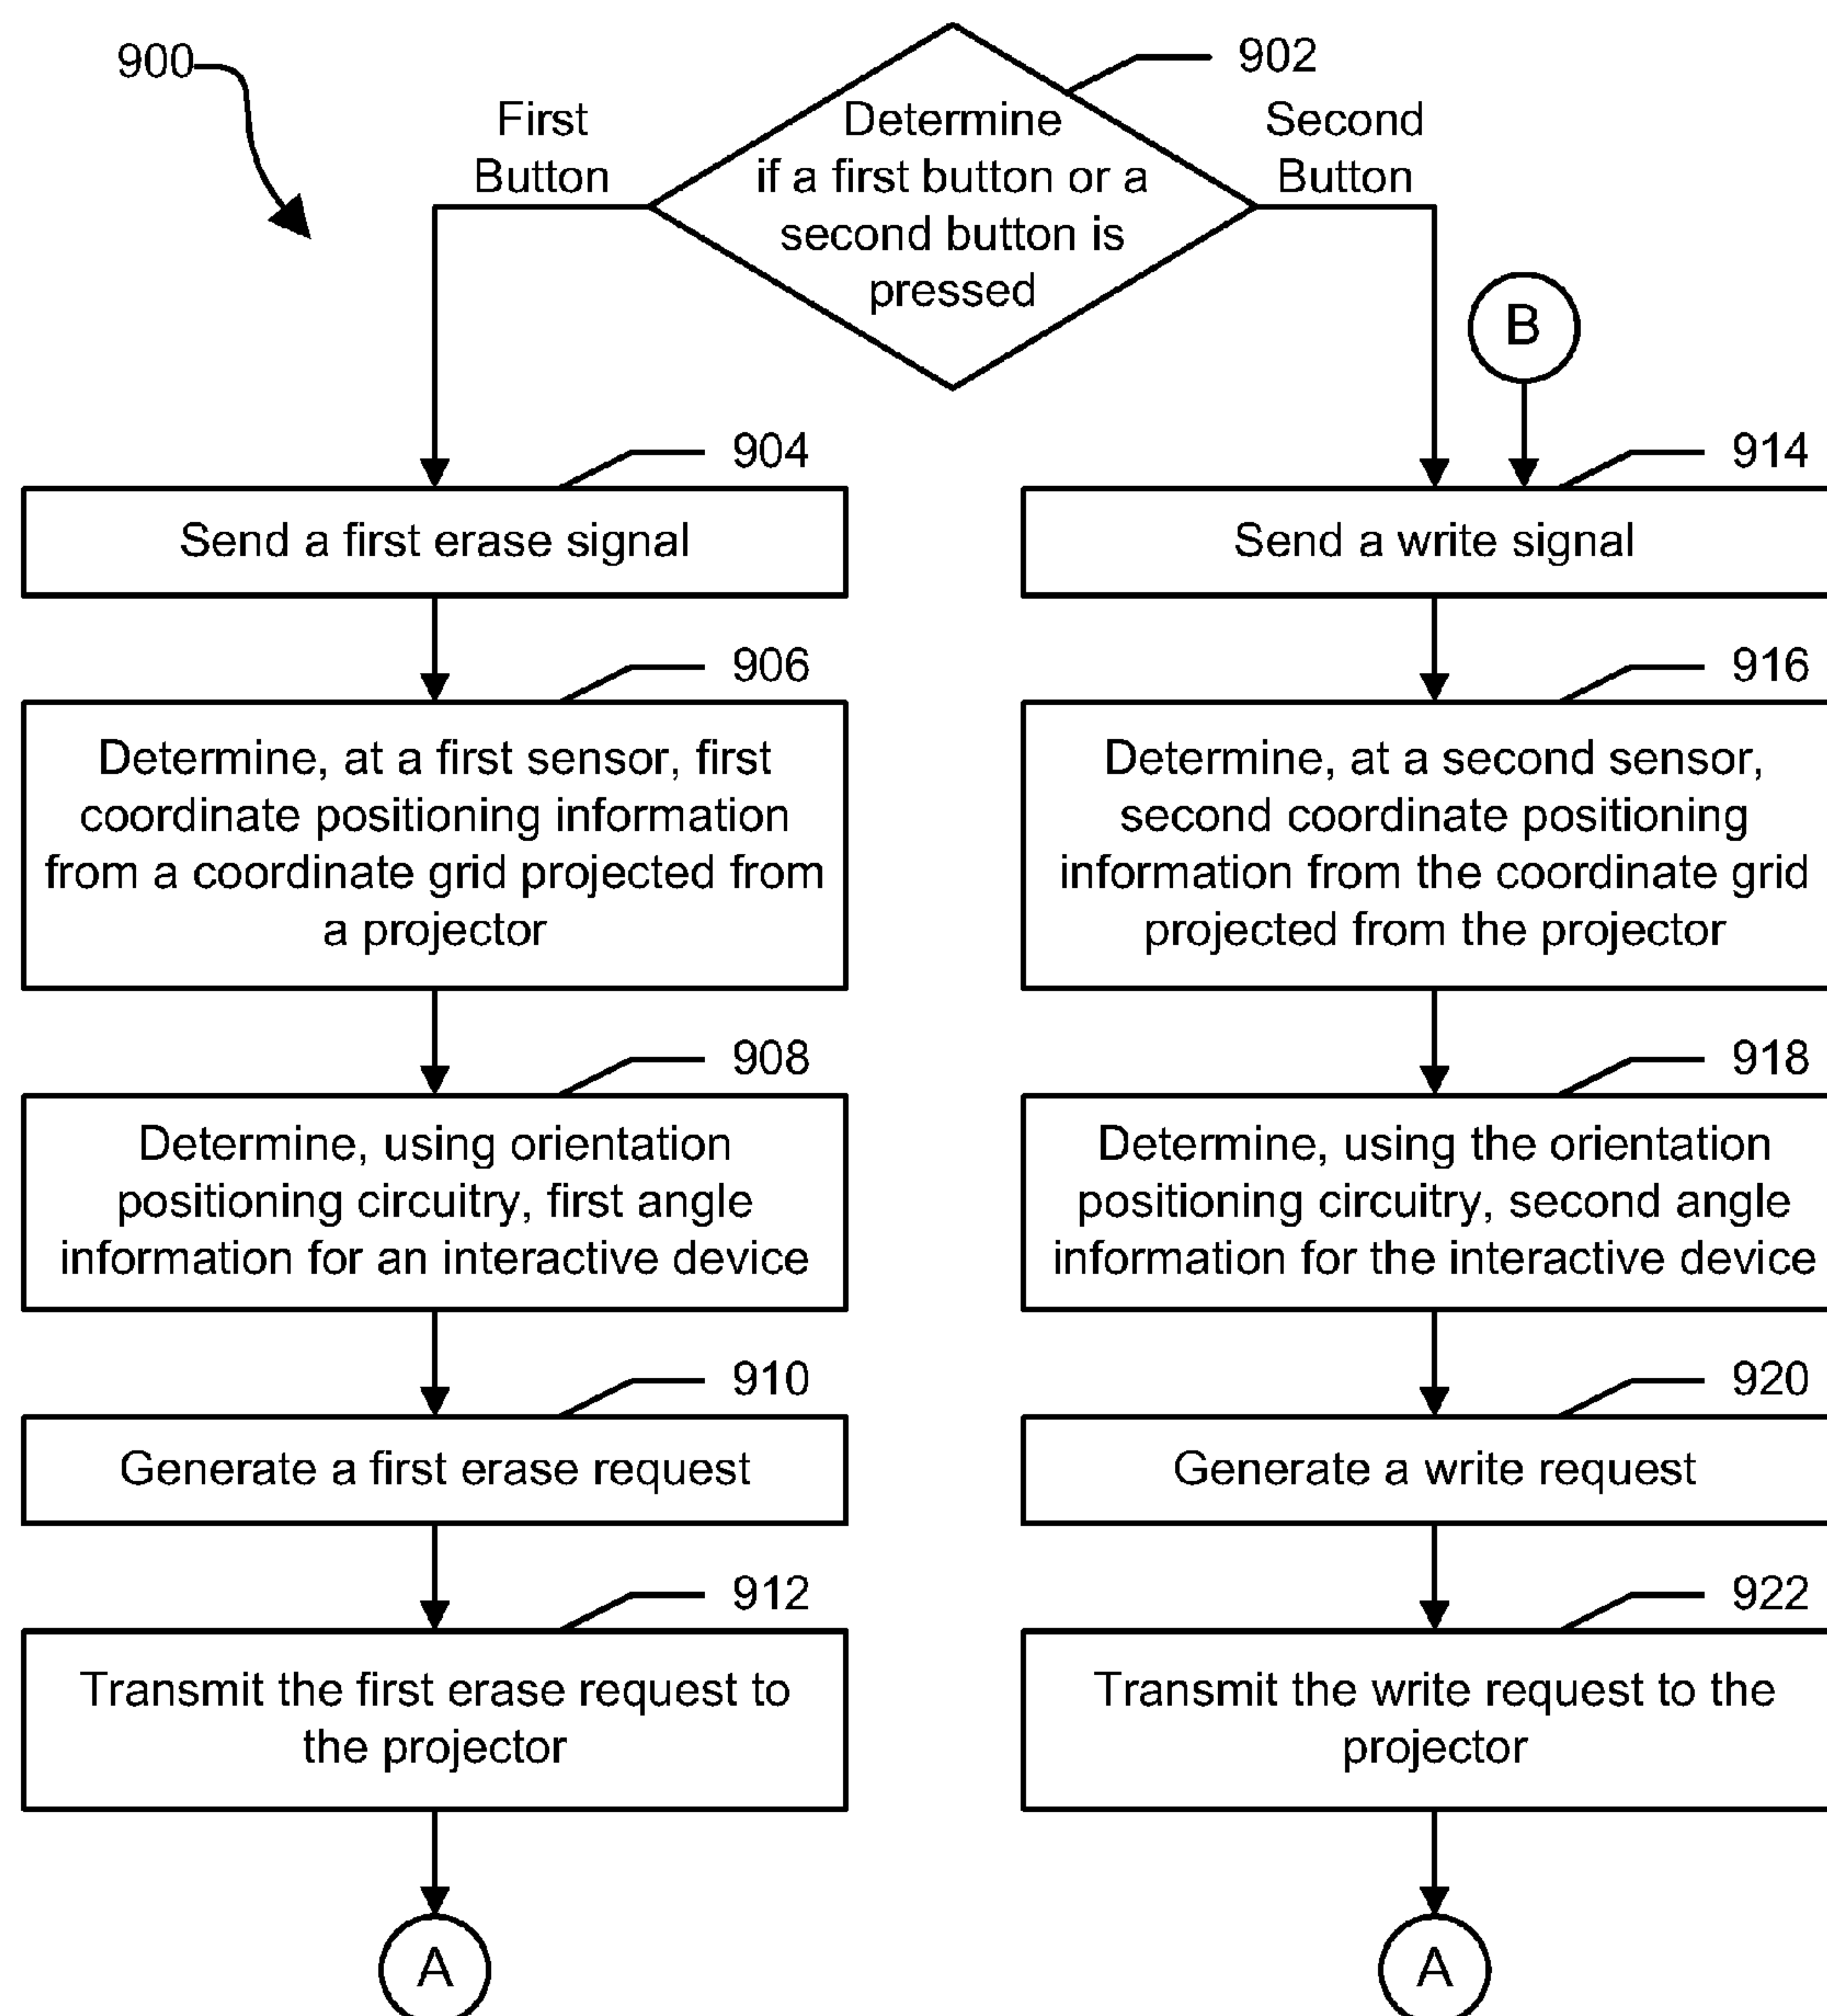 900
902
First
Button
Determine
if a first button or a
second button is
pressed
Second
Button
B
904
Send a first erase signal
914
Send a write signal
906
Determine, at a first sensor, first
coordinate positioning information
from a coordinate grid projected from
a projector
916
Determine, at a second sensor,
second coordinate positioning
information from the coordinate grid
projected from the projector
908
Determine, using orientation
positioning circuitry, first angle
information for an interactive device
918
Determine, using the orientation
positioning circuitry, second angle
information for the interactive device
910
Generate a first erase request
920
Generate a write request
912
Transmit the first erase request to
the projector
922
Transmit the write request to the
projector
A
A